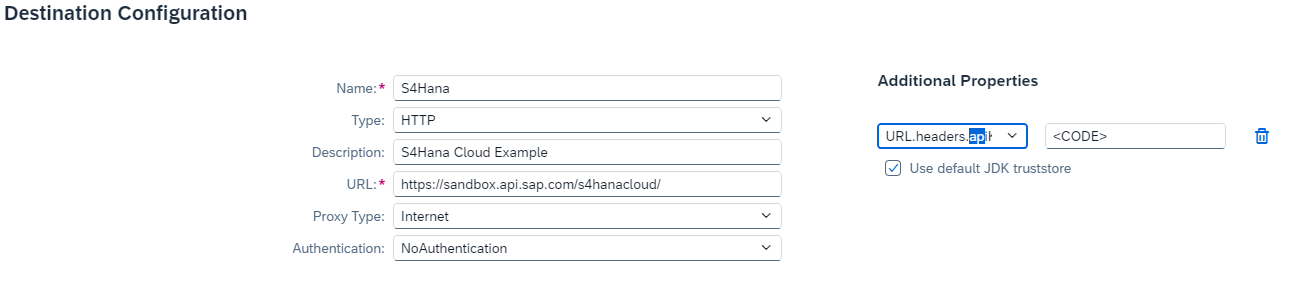 Destination Configuration
Name:* S4Hana
Type: HTTP
Description: S4Hana Cloud Example
URL:* https://sandbox.api.sap.com/s4hanacloud/
Proxy Type: Internet
Authentication: NoAuthentication
Additional Properties
URL.headers.api <CODE>
Use default JDK truststore